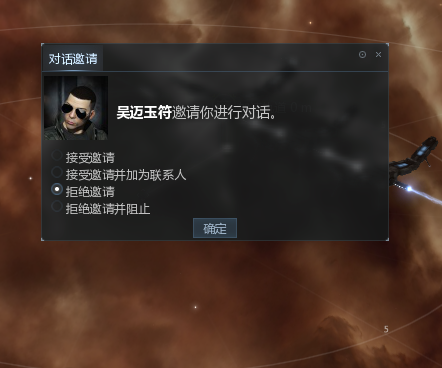 对话邀请
吴迈玉符邀请你进行对话。
接受邀请
接受邀请并加为联系人
拒绝邀请
拒绝邀请并阻止
确定
5